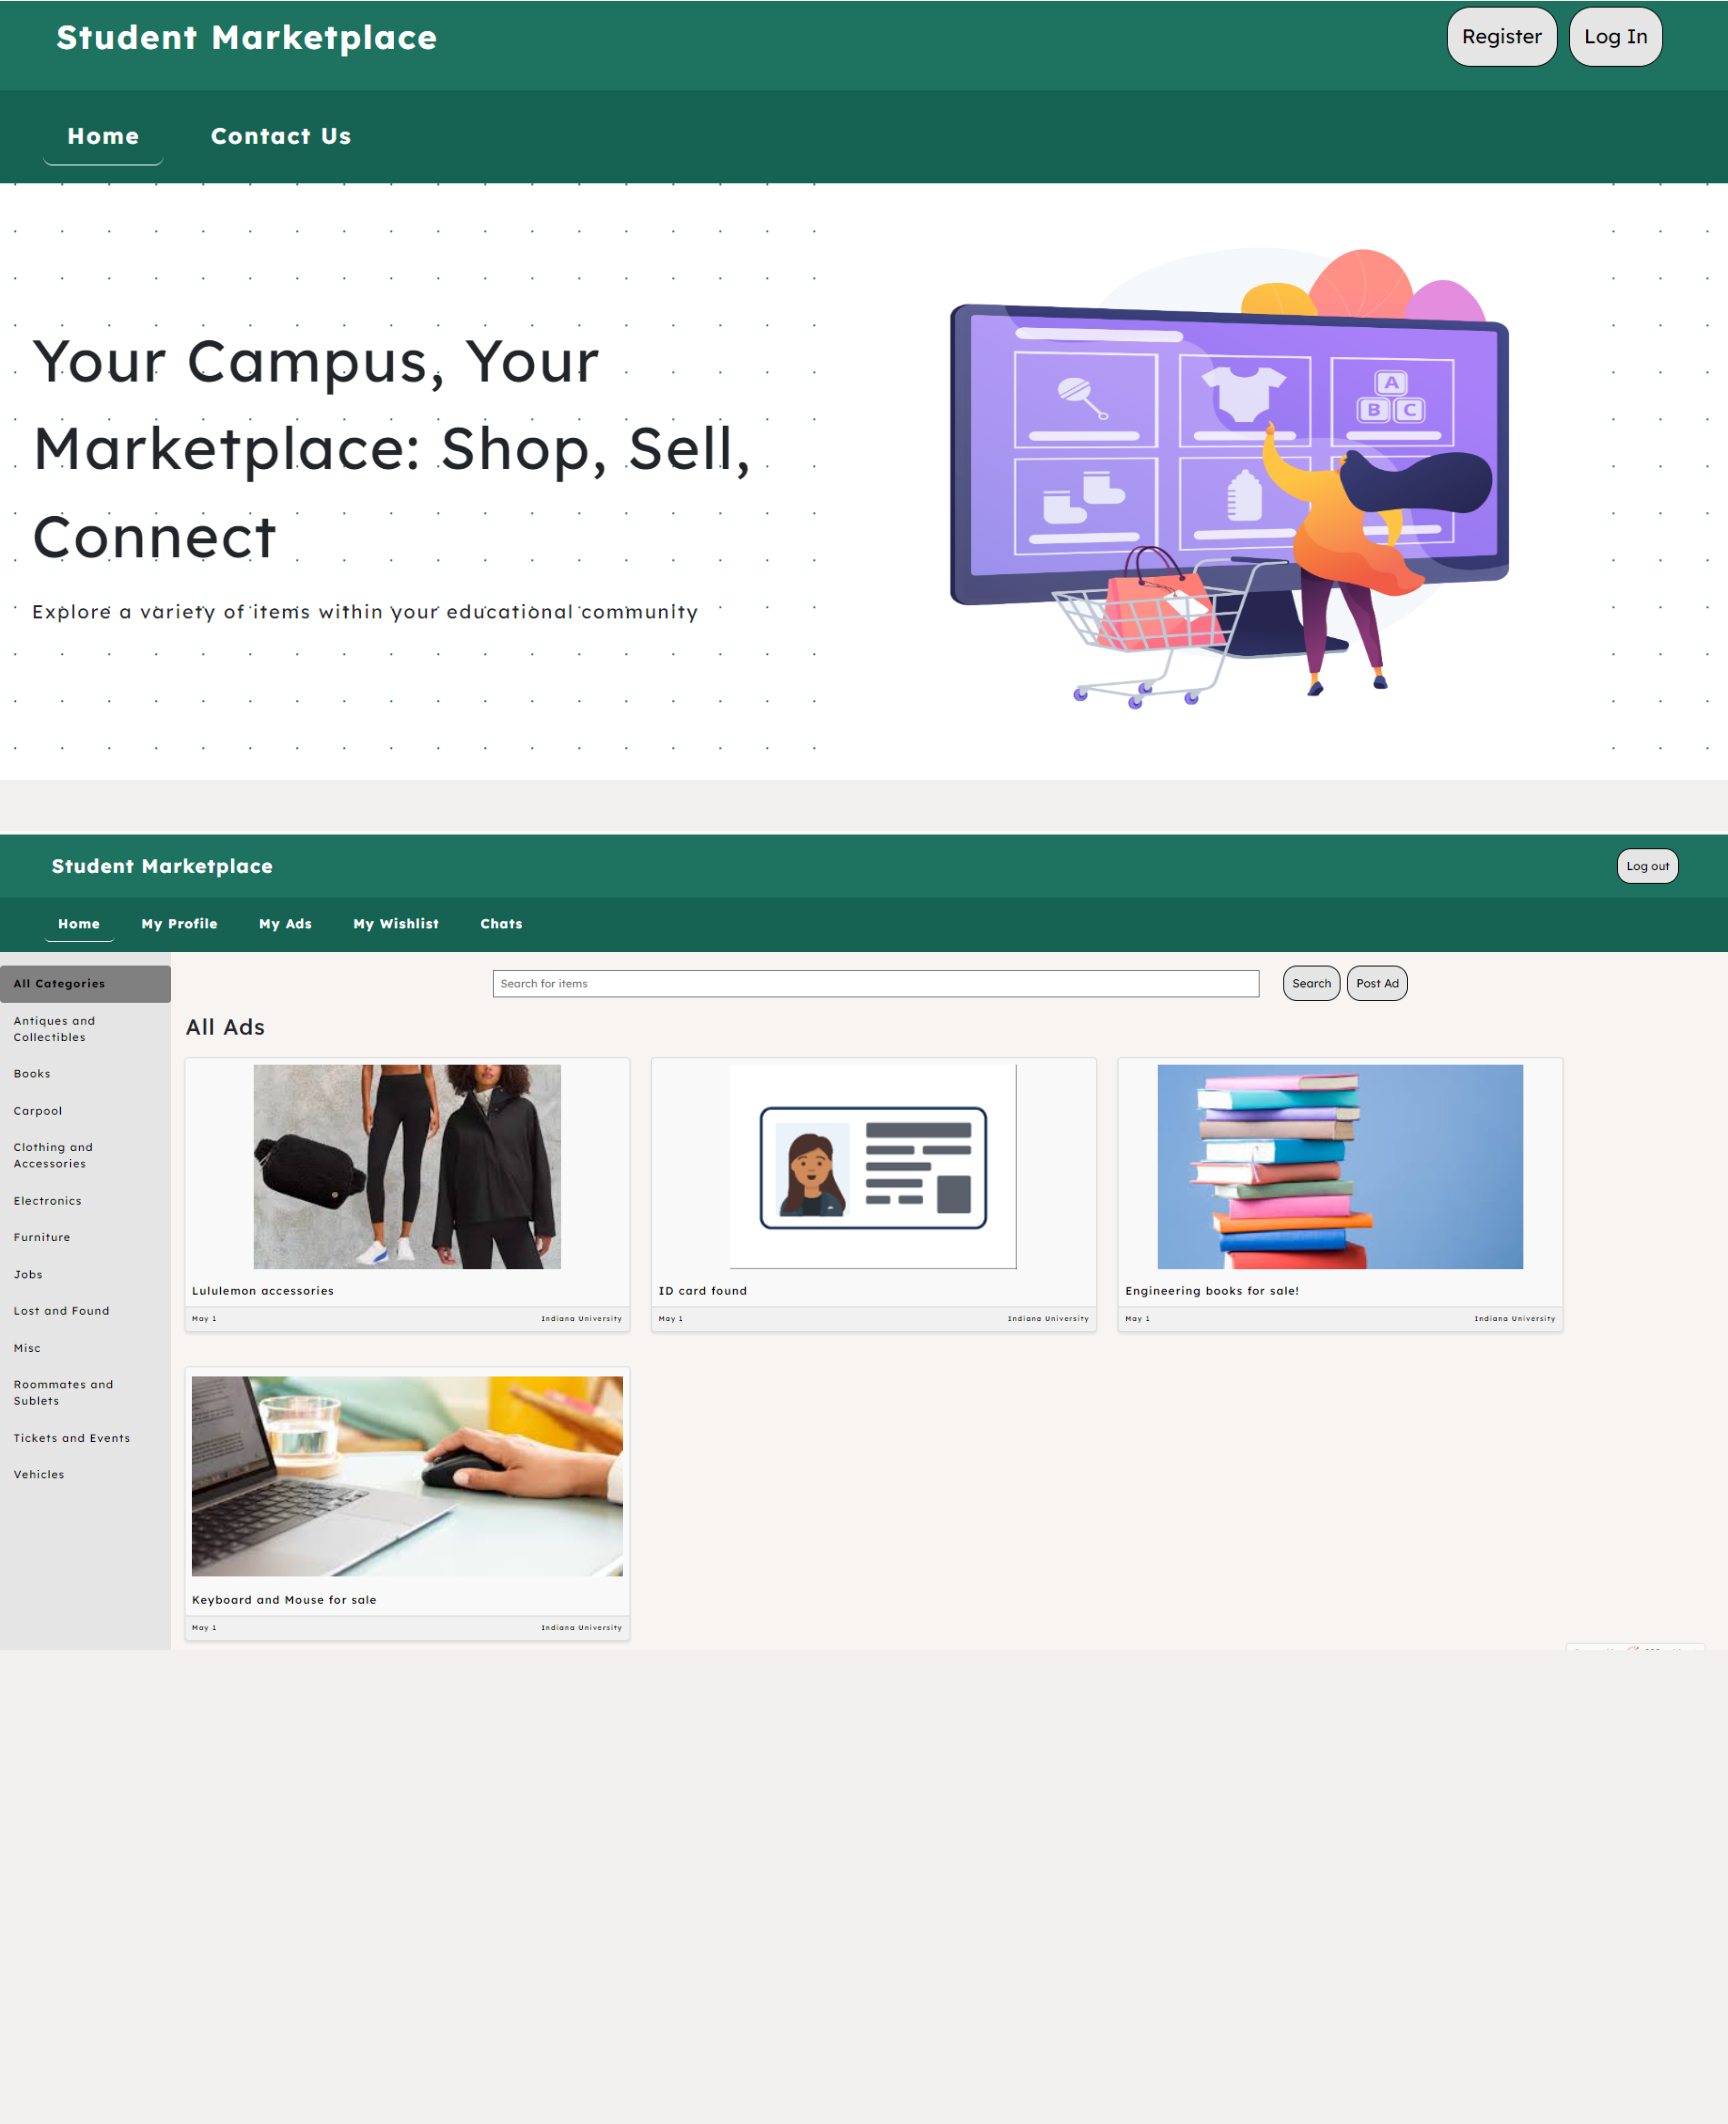 Student Marketplace
Register
Log In
Home
Contact Us
Your Campus, Your
Marketplace: Shop, Sell,
Connect
Explore a variety of items within your educational community
A
B C
Student Marketplace
Log out
Home
My Profile
My Ads
My Wishlist
Chats
All Categories
Antiques and
Collectibles
Books
Carpool
Clothing and
Accessories
Electronics
Furniture
Jobs
Lost and Found
Misc
Roommates and
Sublets
Tickets and Events
Vehicles
Search for items
Search
Post Ad
All Ads
Lululemon accessories
May 1
Indiana University
ID card found
May 1
Indiana University
Engineering books for sale!
May 1
Indiana University
Keyboard and Mouse for sale
May 1
Indiana University